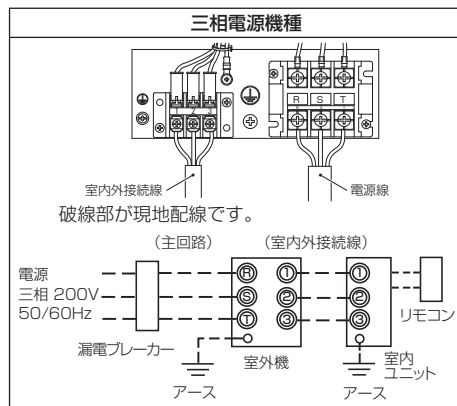 三相電源機種
1 2 3
R S T
室内外接続線
電源線
破線部が現地配線です。
(主回路)
(室内外接続線)
電源
三相 200V
50/60Hz
漏電ブレーカー
アース
Ⓡ
Ⓢ
Ⓣ
①
②
③
室外機
①
②
③
リモコン
室内
ユニット
アース